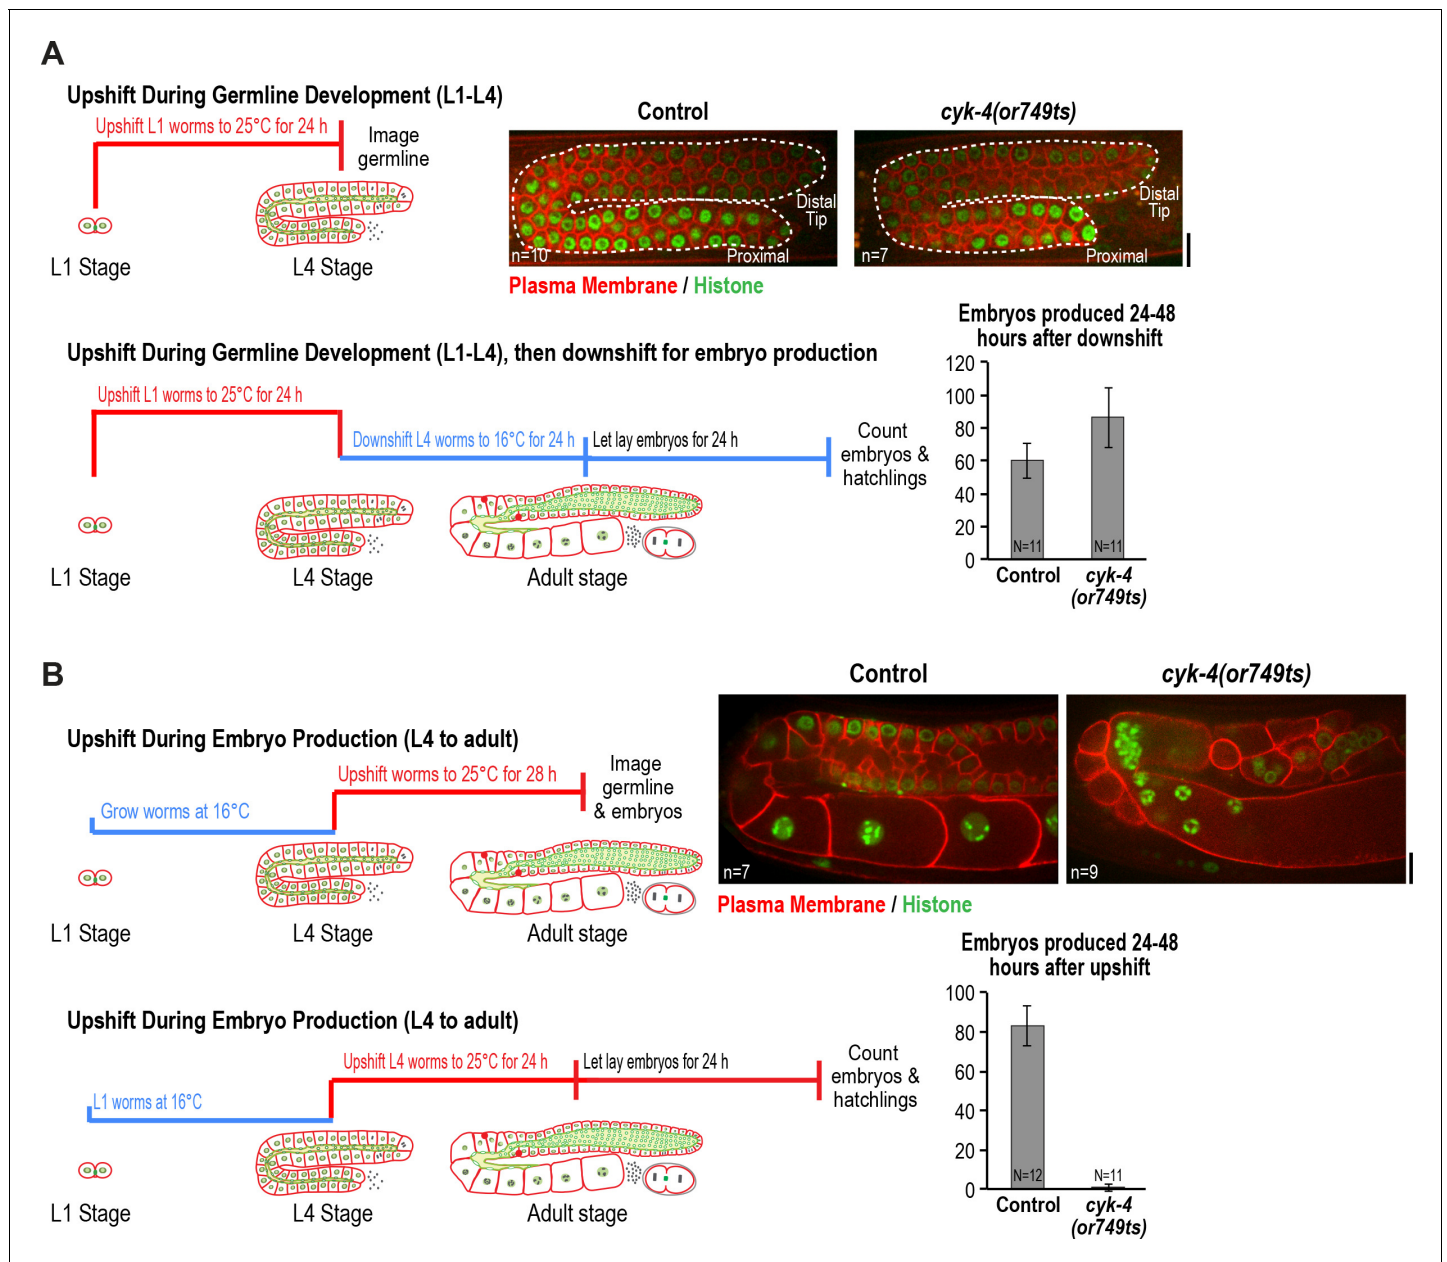 A
Upshift During Germline Development (L1-L4)
Upshift L1 worms to 25°C for 24 h
Image
germline
L1 Stage
L4 Stage
Control
cyk-4(or749ts)
Distal
Tip
n=10
Proximal
Distal
Tip
n=7
Proximal
Plasma Membrane / Histone
Upshift During Germline Development (L1-L4), then downshift for embryo production
Upshift L1 worms to 25°C for 24 h
Downshift L4 worms to 16°C for 24 h
Let lay embryos for 24 h
Count
embryos &
hatchlings
L1 Stage
L4 Stage
Adult stage
Embryos produced 24-48
hours after downshift
120
100
80
60
40
20
0
N=11
N=11
Control
cyk-4
(or749ts)
B
Upshift During Embryo Production (L4 to adult)
Grow worms at 16°C
Upshift worms to 25°C for 28 h
Image
germline
& embryos
L1 Stage
L4 Stage
Adult stage
Control
cyk-4(or749ts)
n=7
n=9
Plasma Membrane / Histone
Upshift During Embryo Production (L4 to adult)
L1 worms at 16°C
Upshift L4 worms to 25°C for 24 h
Let lay embryos for 24 h
Count
embryos &
hatchlings
L1 Stage
L4 Stage
Adult stage
Embryos produced 24-48
hours after upshift
100
80
60
40
20
0
N=12
N=11
Control
cyk-4
(or749ts)